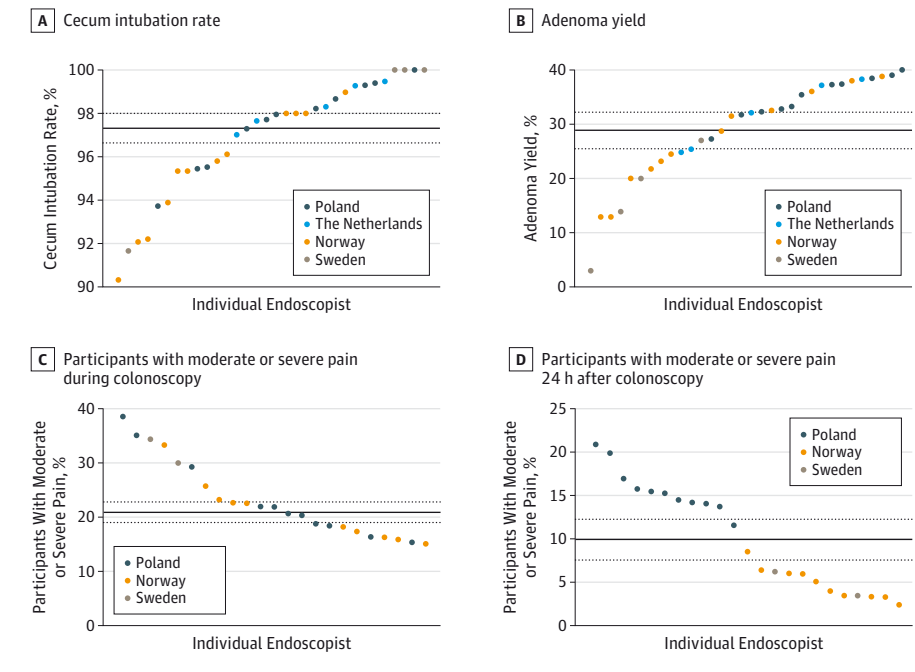 A Cecum intubation rate
100
98
96
94
92
90
Cecum Intubation Rate, %
Poland
The Netherlands
Norway
Sweden
Individual Endoscopist
B Adenoma yield
40
30
20
10
0
Adenoma Yield, %
Poland
The Netherlands
Norway
Sweden
Individual Endoscopist
C Participants with moderate or severe pain
during colonoscopy
40
30
20
10
0
Participants With Moderate
or Severe Pain, %
Poland
Norway
Sweden
Individual Endoscopist
D Participants with moderate or severe pain
24 h after colonoscopy
25
20
15
10
5
0
Participants With Moderate
or Severe Pain, %
Poland
Norway
Sweden
Individual Endoscopist